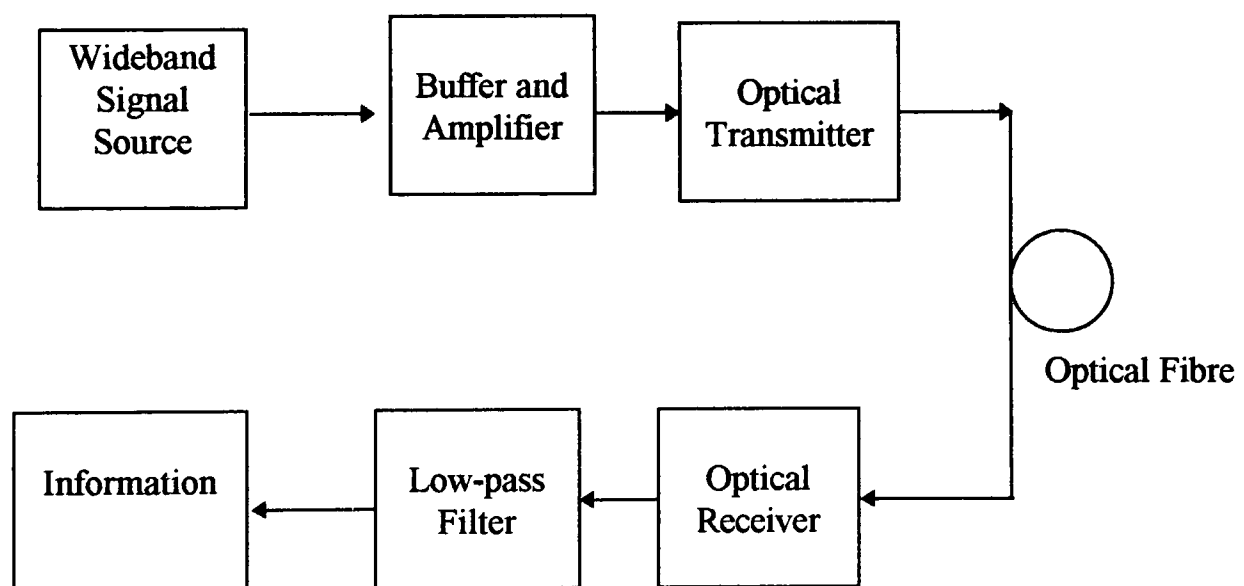 Wideband
Signal
Source
Buffer and
Amplifier
Optical
Transmitter
Optical Fibre
Information
Low-pass
Filter
Optical
Receiver